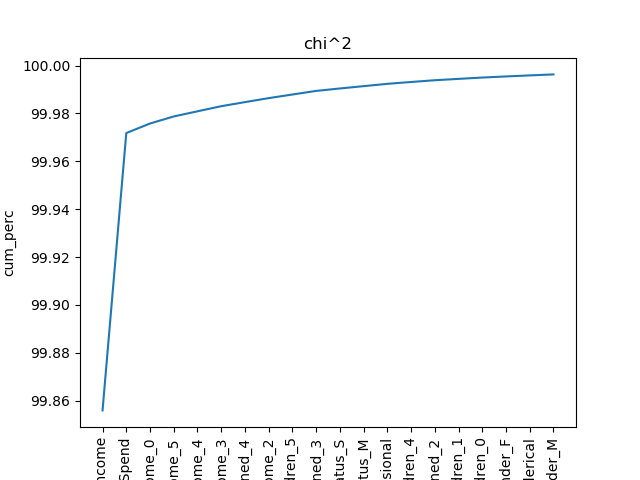 chi^2
cum_perc
100.00
99.98
99.96
99.94
99.92
99.90
99.88
99.86
ncome
Spend
ome_0
ome_5
ome_4
ome_3
ned_4
ome_2
dren_5
ned_3
atus_S
tus_M
sional
dren_4
ned_2
dren_1
dren_0
nder_F
lerical
der_M